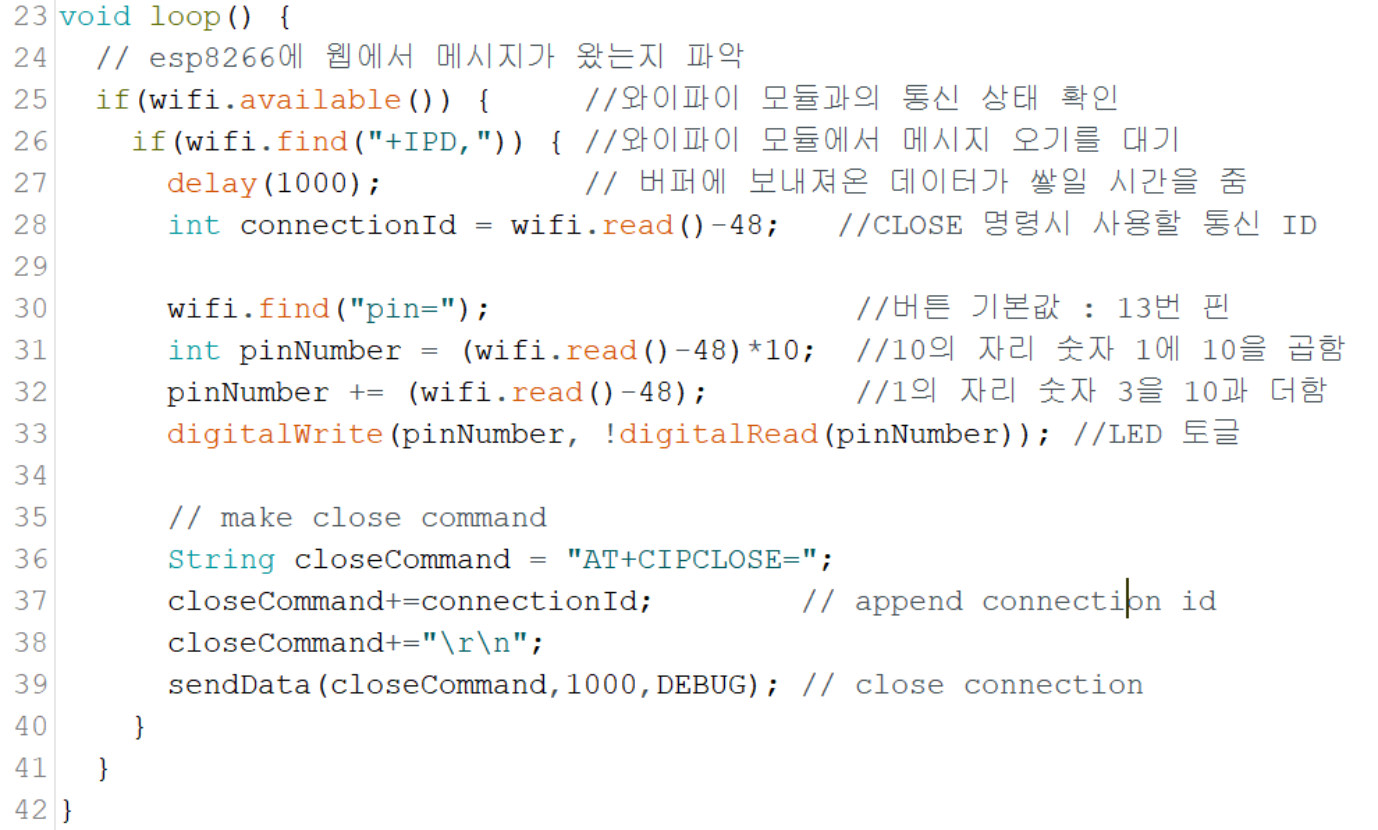 23 void loop() {
24 // esp8266에 웹에서 메시지가 왔는지 파악
25 if(wifi.available()) { //와이파이 모듈과의 통신 상태 확인
26 if(wifi.find("+IPD,")) { //와이파이 모듈에서 메시지 오기를 대기
27 delay(1000); // 버퍼에 보내져온 데이터가 쌓일 시간을 줌
28 int connectionId = wifi.read()-48; //CLOSE 명령시 사용할 통신 ID
29
30 wifi.find("pin="); //버튼 기본값 : 13번 핀
31 int pinNumber = (wifi.read()-48)*10; //10의 자리 숫자 1에 10을 곱함
32 pinNumber += (wifi.read()-48); //1의 자리 숫자 3을 10과 더함
33 digitalWrite(pinNumber, !digitalRead(pinNumber)); //LED 토글
34
35 // make close command
36 String closeCommand = "AT+CIPCLOSE=";
37 closeCommand+=connectionId; // append connection id
38 closeCommand+="\r\n";
39 sendData(closeCommand,1000,DEBUG); // close connection
40 }
41 }
42 }